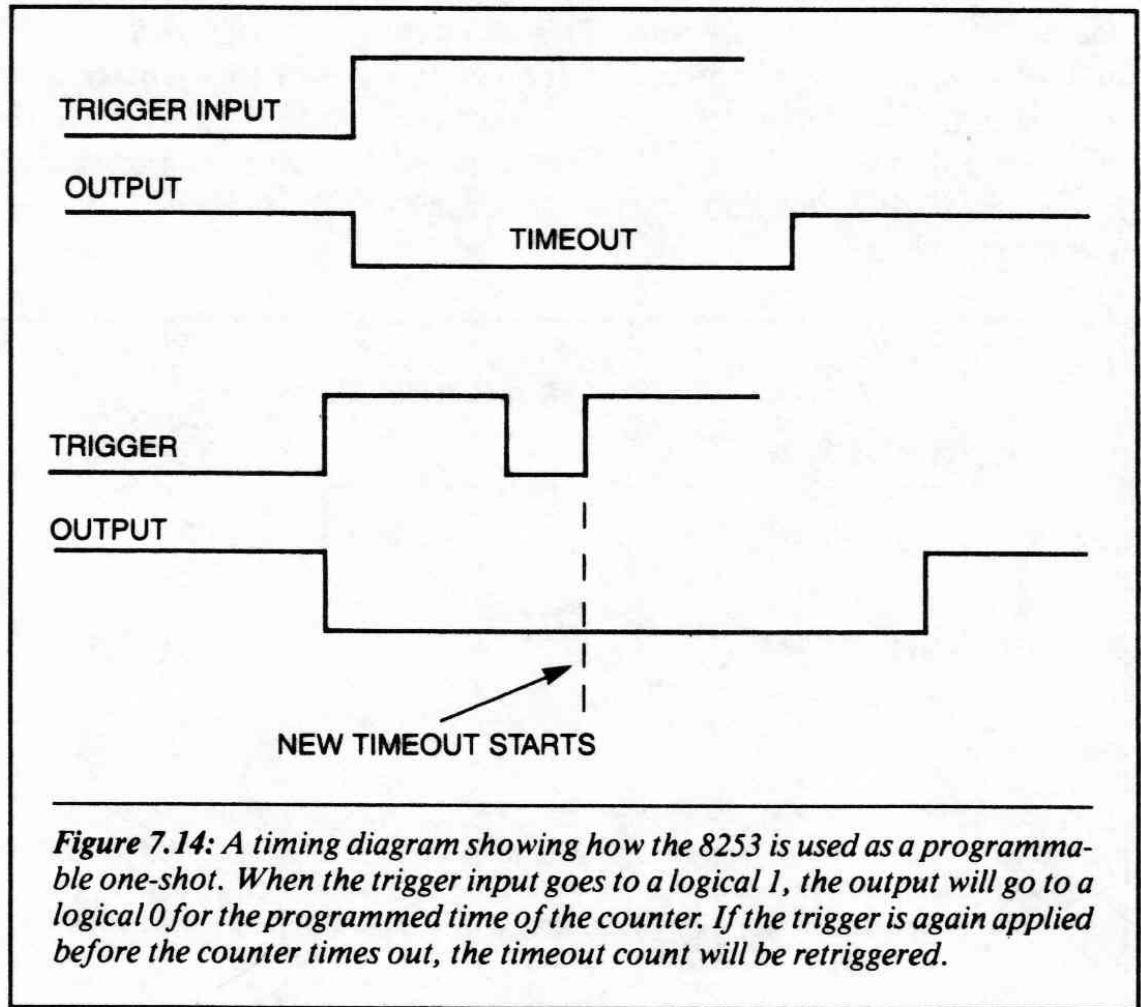 TRIGGER INPUT
OUTPUT
TIMEOUT
TRIGGER
OUTPUT
NEW TIMEOUT STARTS
Figure 7.14: A timing diagram showing how the 8253 is used as a programma-
ble one-shot. When the trigger input goes to a logical 1, the output will go to a
logical 0 for the programmed time of the counter. If the trigger is again applied
before the counter times out, the timeout count will be retriggered.